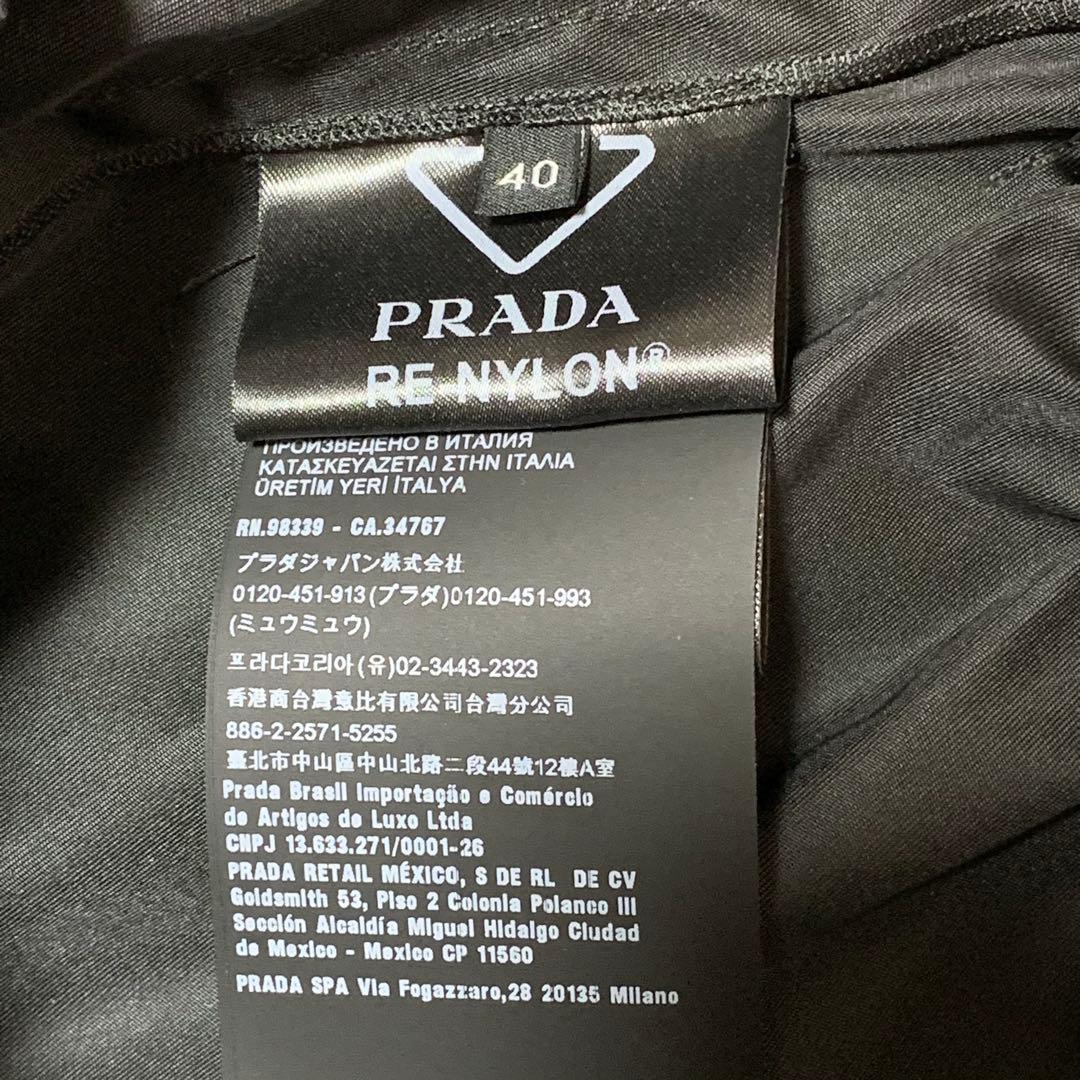 40
PRADA
RE-NYLON®
ПРОИЗВЕДЕНО В ИТАЛИЯ
ΚΑΤΑΣΚΕΥΑΖΕΤΑΙ ΣΤΗΝ ΙΤΑΛΙΑ
ÜRETİM YERİ İTALYA
RN.98339 - CA.34767
プラダジャパン株式会社
0120-451-913(プラダ)0120-451-993
(ミュウミュウ)
프라다코리아(유)02-3443-2323
香港商台灣意比有限公司台灣分公司
886-2-2571-5255
臺北市中山區中山北路二段44號12樓A室
Prada Brasil Importação e Comércio
de Artigos de Luxo Ltda
CNPJ 13.633.271/0001-26
PRADA RETAIL MÉXICO, S DE RL DE CV
Goldsmith 53, Piso 2 Colonia Polanco III
Sección Alcaldía Miguel Hidalgo Ciudad
de Mexico - Mexico CP 11560
PRADA SPA Via Fogazzaro,28 20135 Milano